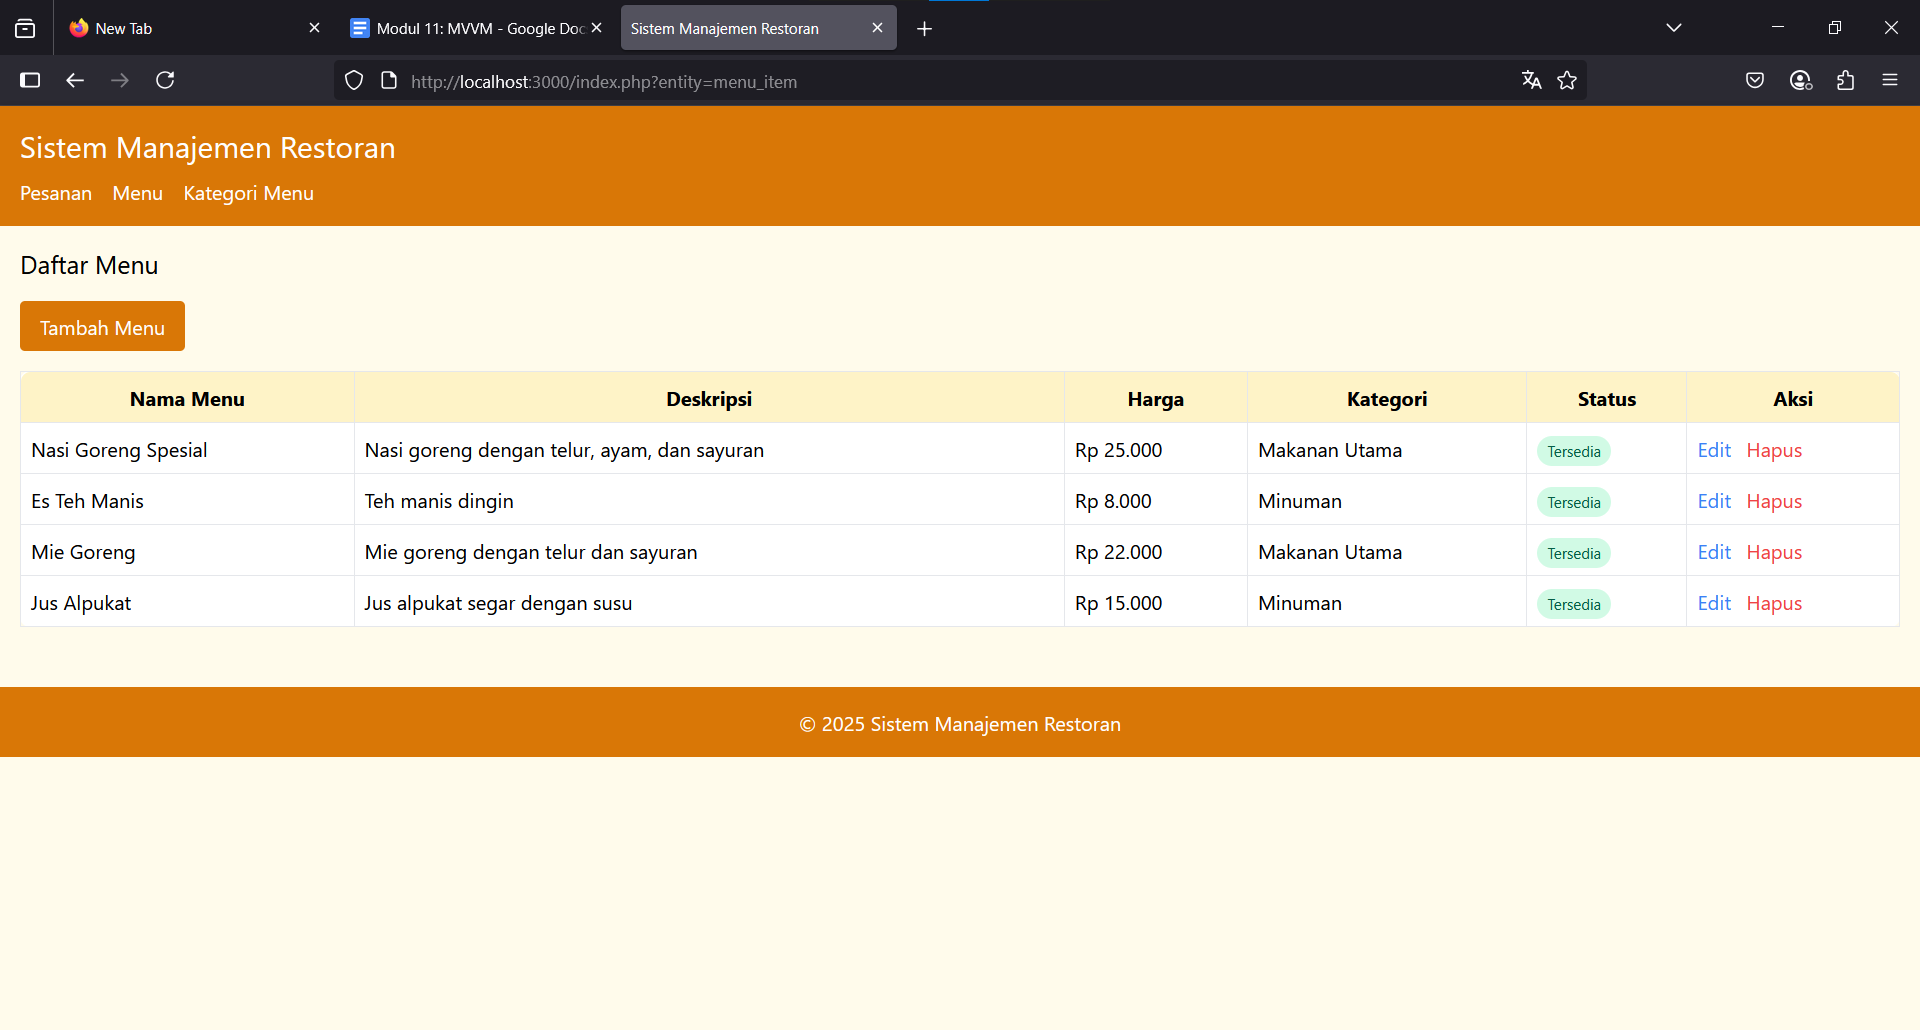 New Tab
Modul 11: MVVM - Google Doc
Sistem Manajemen Restoran
http://localhost:3000/index.php?entity=menu_item
Sistem Manajemen Restoran
Pesanan Menu Kategori Menu
Daftar Menu
Tambah Menu
Nama Menu Deskripsi Harga Kategori Status Aksi
Nasi Goreng Spesial Nasi goreng dengan telur, ayam, dan sayuran Rp 25.000 Makanan Utama Tersedia Edit Hapus
Es Teh Manis Teh manis dingin Rp 8.000 Minuman Tersedia Edit Hapus
Mie Goreng Mie goreng dengan telur dan sayuran Rp 22.000 Makanan Utama Tersedia Edit Hapus
Jus Alpukat Jus alpukat segar dengan susu Rp 15.000 Minuman Tersedia Edit Hapus
© 2025 Sistem Manajemen Restoran